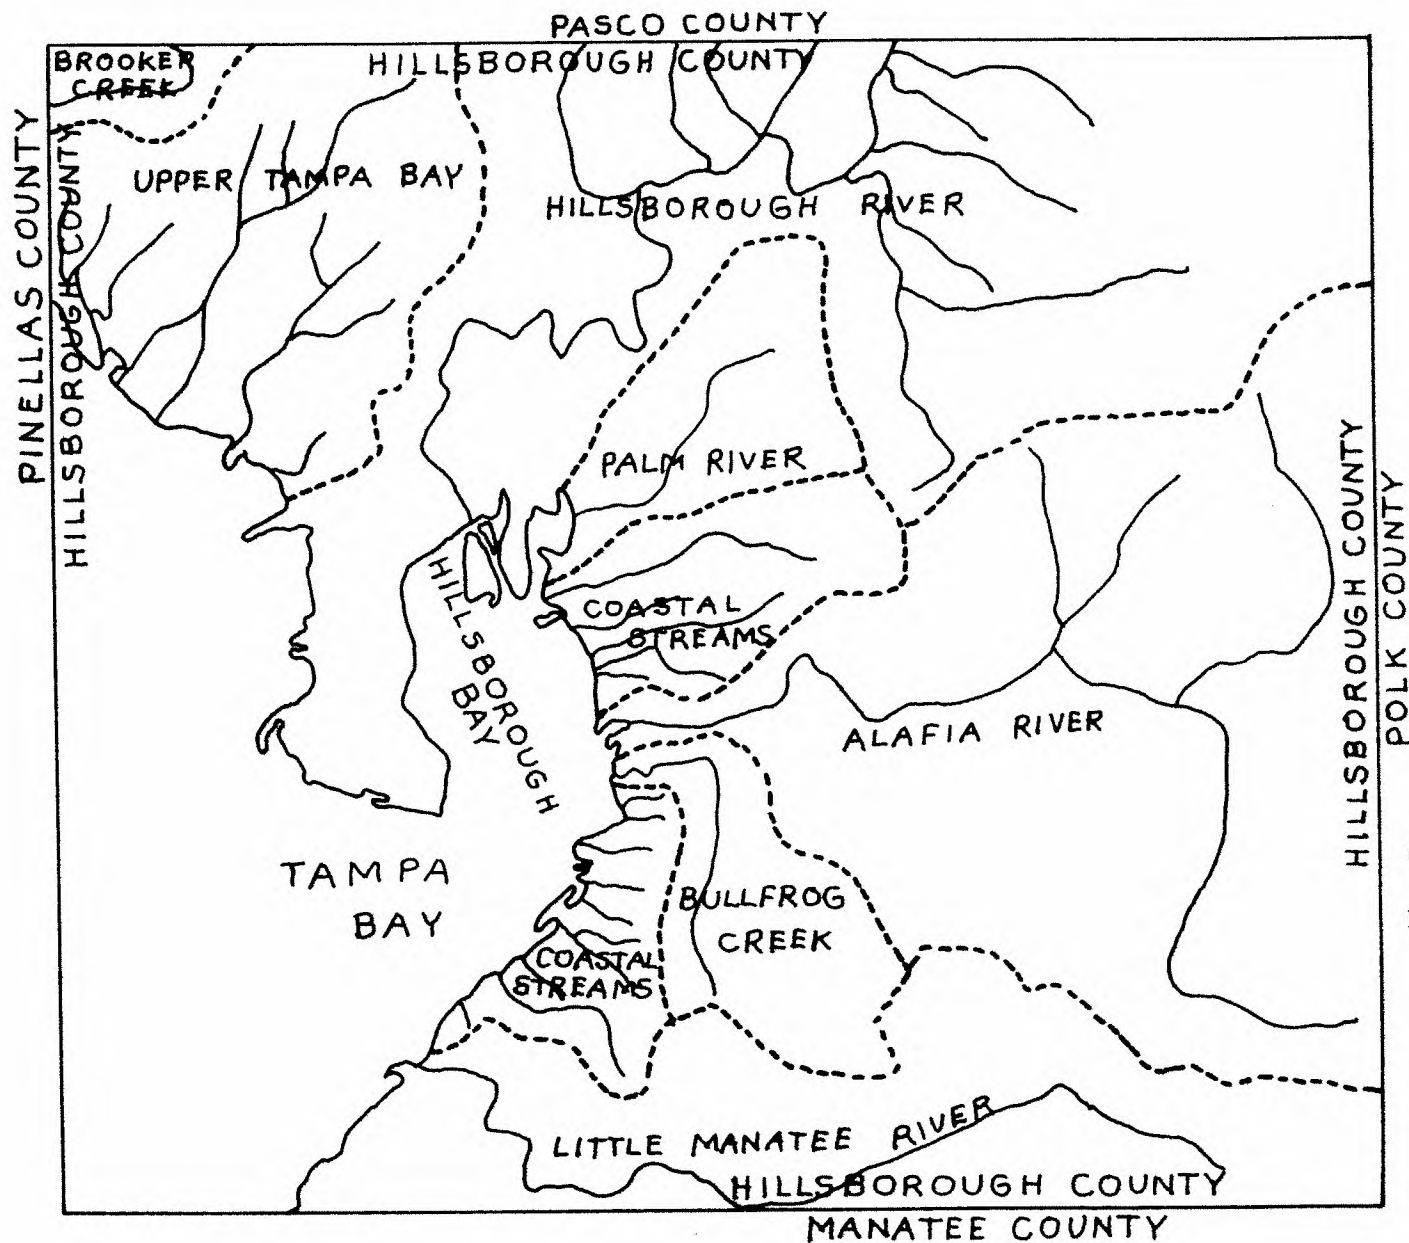 PASCO COUNTY
HILLSBOROUGH COUNTY
BROOKER
CREEK
PINELLAS COUNTY
HILLSBOROUGH COUNTY
UPPER TAMPA BAY
HILLSBOROUGH RIVER
PALM RIVER
HILLSBOROUGH
BAY
COASTAL
STREAMS
ALAFIA RIVER
HILLSBOROUGH COUNTY
POLK COUNTY
TAMPA
BAY
BULLFROG
CREEK
COASTAL
STREAMS
LITTLE MANATEE RIVER
HILLSBOROUGH COUNTY
MANATEE COUNTY